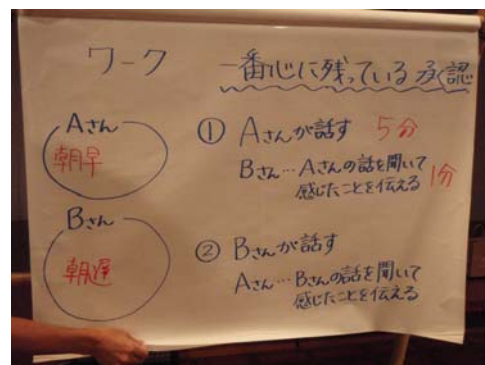 ワーク 一番心に残っている承認
Aさん
朝早
① Aさんが話す 5分
Bさん…Aさんの話を聞いて
感じたことを伝える 1分
Bさん
朝遅
② Bさんが話す
Aさん…Bさんの話を聞いて
感じたことを伝える